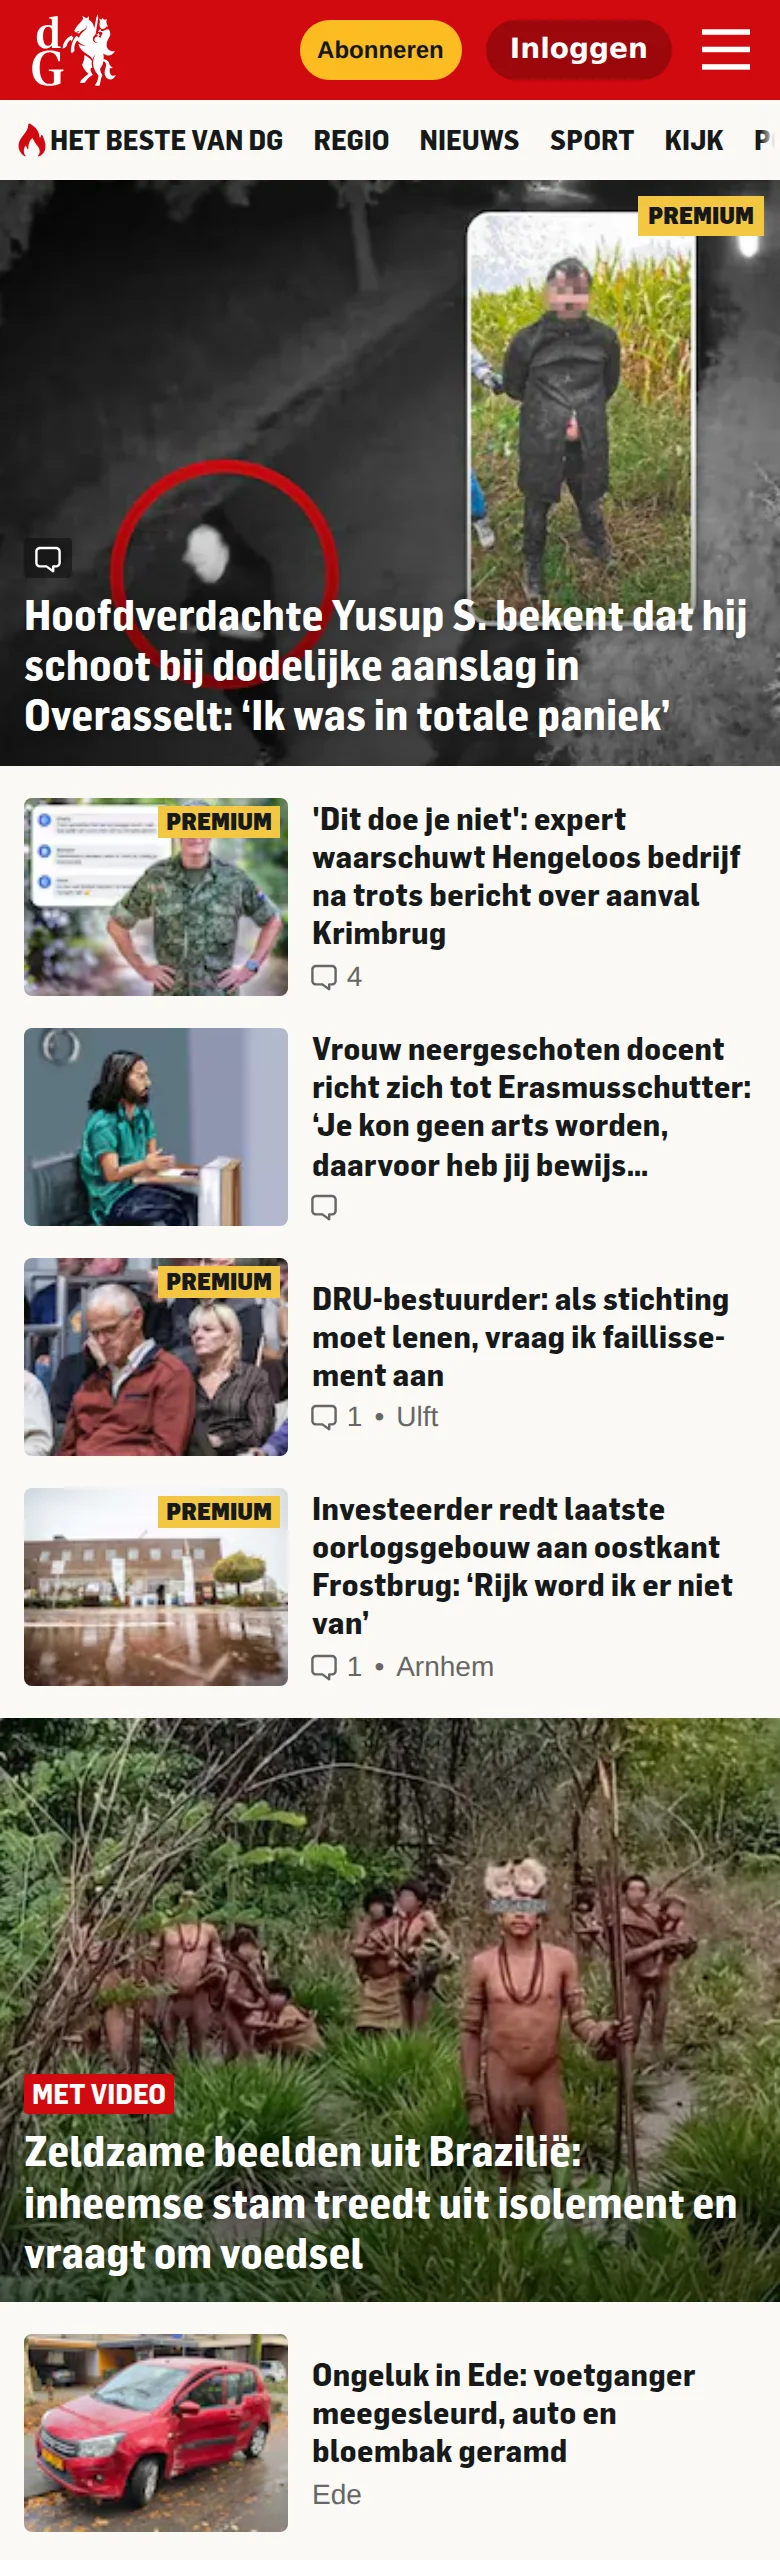 dG
Abonneren
Inloggen
HET BESTE VAN DG REGIO NIEUWS SPORT KIJK
PREMIUM
Hoofdverdachte Yusup S. bekent dat hij
schoot bij dodelijke aanslag in
Overasselt: ‘Ik was in totale paniek’
PREMIUM
'Dit doe je niet': expert
waarschuwt Hengeloos bedrijf
na trots bericht over aanval
Krimbrug
4
Vrouw neergeschoten docent
richt zich tot Erasmusschutter:
‘Je kon geen arts worden,
daarvoor heb jij bewijs...
PREMIUM
DRU-bestuurder: als stichting
moet lenen, vraag ik faillisse-
ment aan
1 • Ulft
PREMIUM
Investeerder redt laatste
oorlogsgebouw aan oostkant
Frostbrug: ‘Rijk word ik er niet
van’
1 • Arnhem
MET VIDEO
Zeldzame beelden uit Brazilië:
inheemse stam treedt uit isolement en
vraagt om voedsel
Ongeluk in Ede: voetganger
meegesleurd, auto en
bloembak geramd
Ede